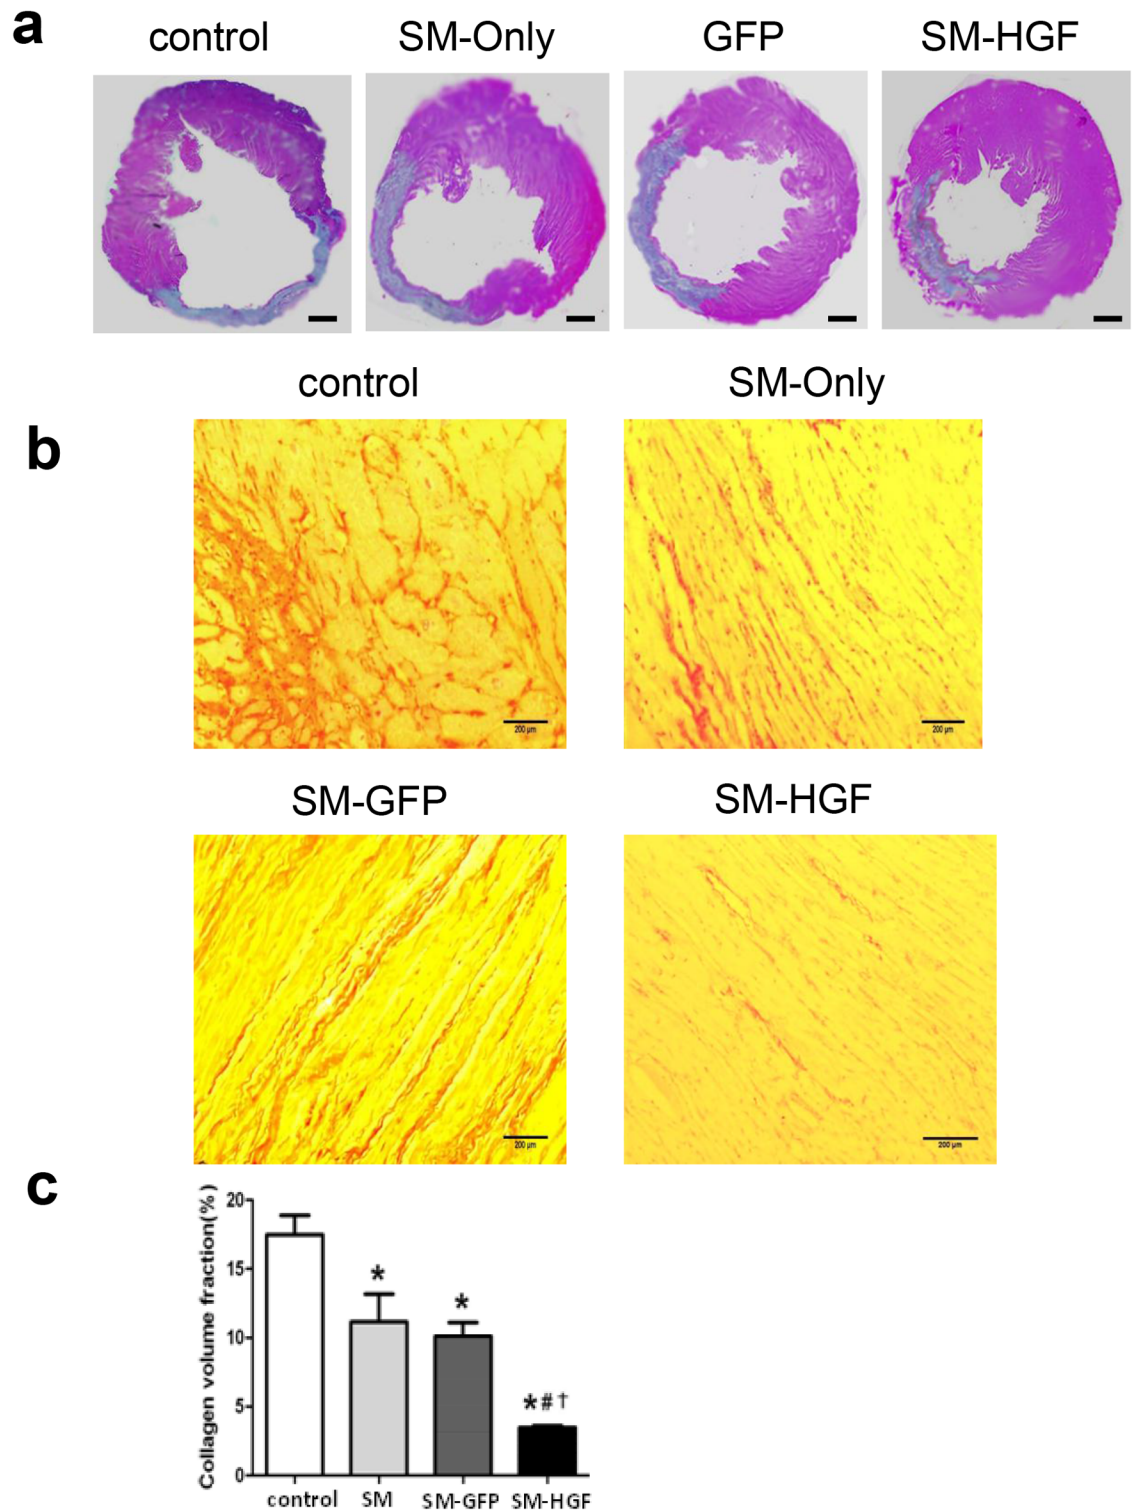 a
control SM-Only GFP SM-HGF
b
control SM-Only
200 µm 200 µm
SM-GFP SM-HGF
200 µm 200 µm
c
Collagen volume fraction(%)
20
15
10
5
0
*
*
*#†
control SM SM-GFP SM-HGF